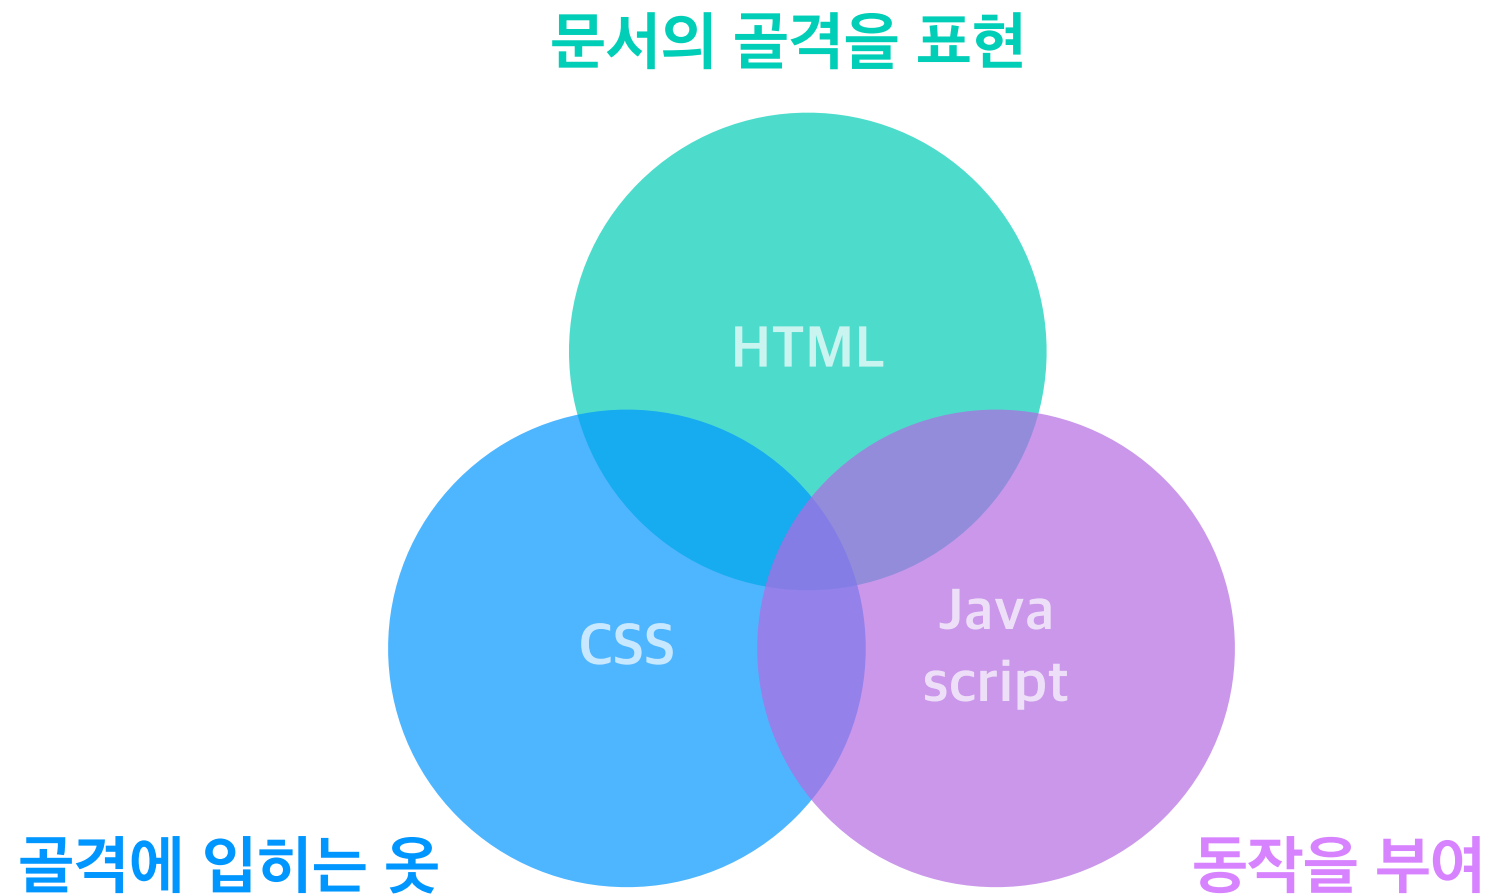 문서의 골격을 표현
HTML
CSS
Java
script
골격에 입히는 옷
동작을 부여